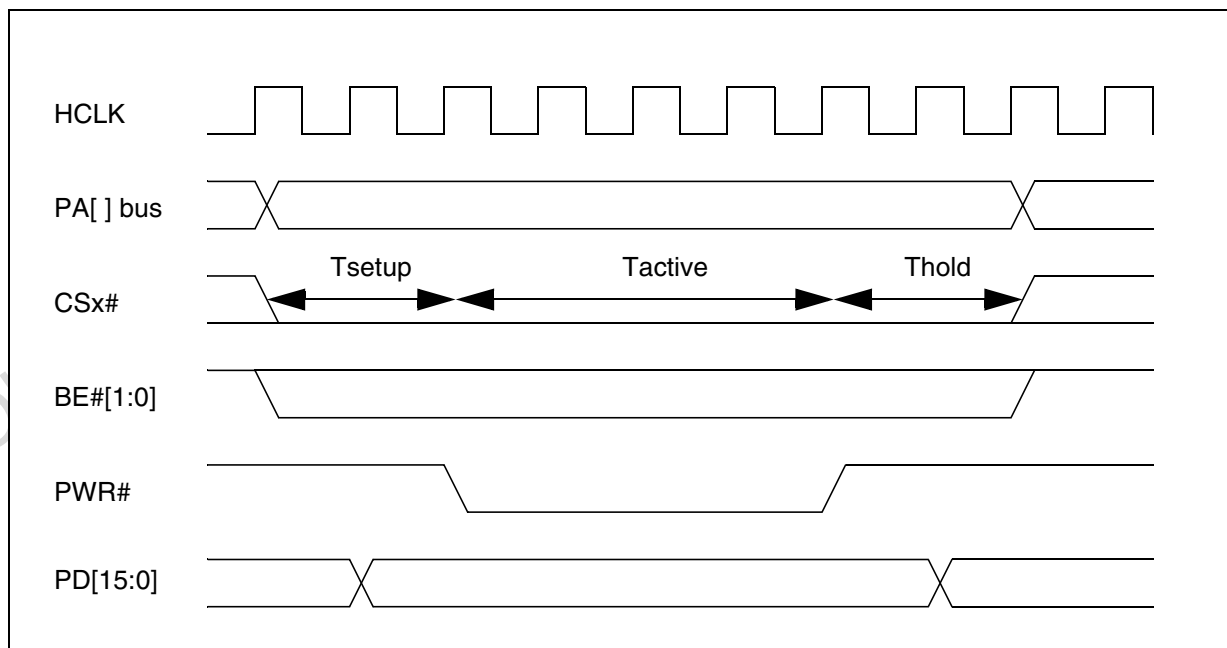 HCLK
PA[ ] bus
Tsetup Tactive Thold
CSx#
BE#[1:0]
PWR#
PD[15:0]